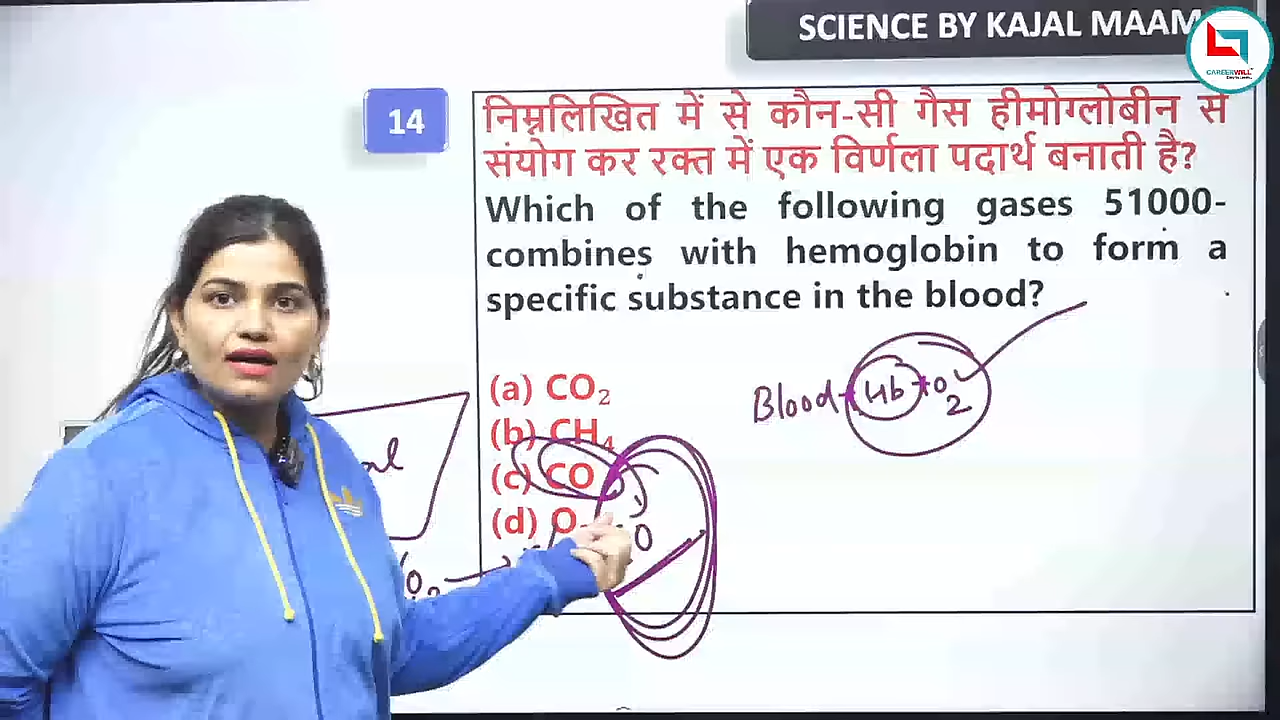 SCIENCE BY KAJAL MAAM
CAREERWILL
14
निम्नलिखित में से कौन-सी गैस हीमोग्लोबीन से
संयोग कर रक्त में एक विर्णला पदार्थ बनाती है?
Which of the following gases 51000-
combines with hemoglobin to form a
specific substance in the blood?
(a) CO₂
(b) CH₄
(c) CO
(d) O
Blood Hb + O₂